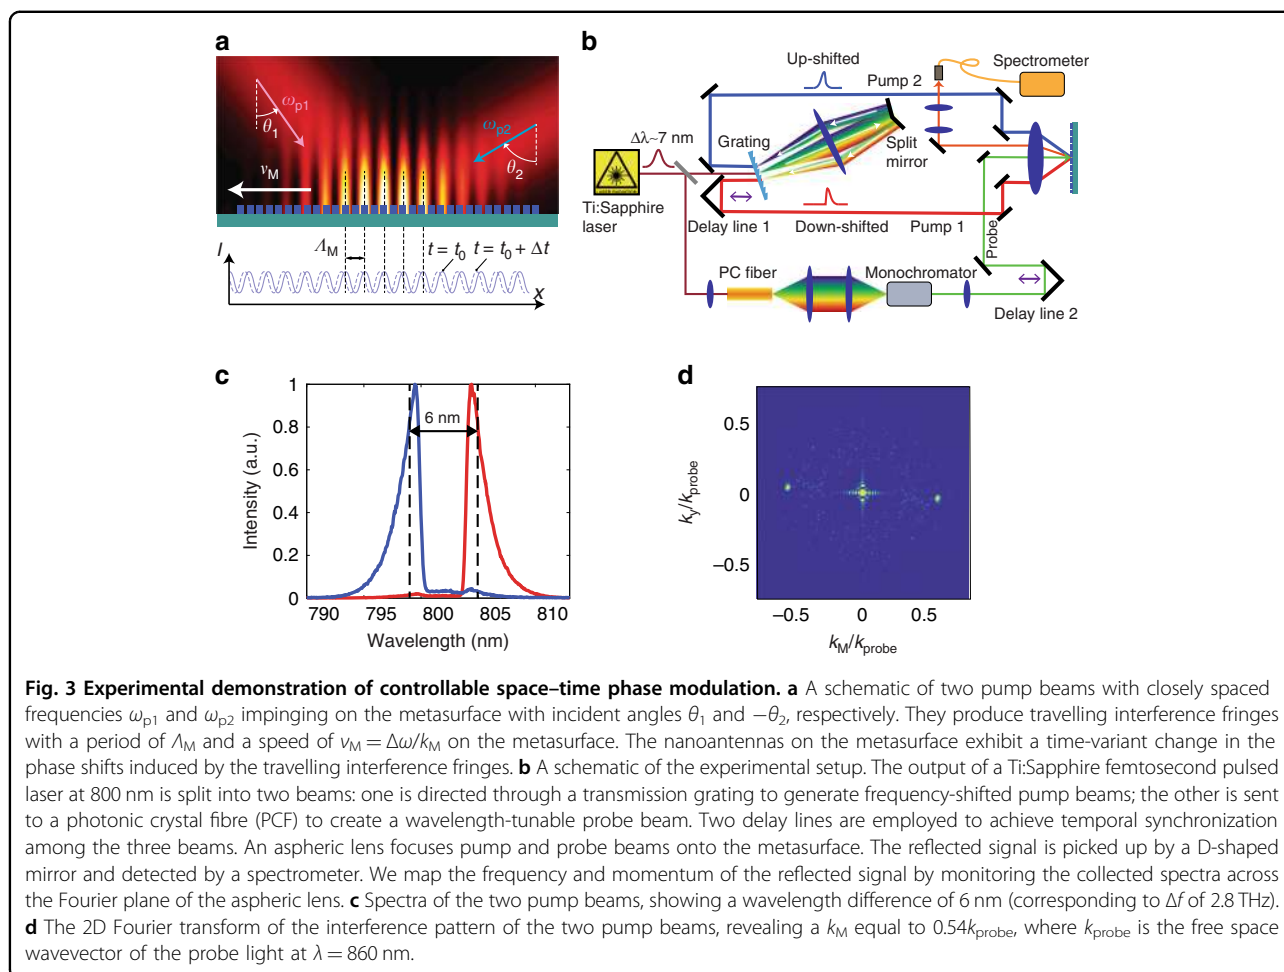 a
ωp1
θ1
ωp2
θ2
vM
ΛM
t = t0
t = t0 + Δt
I
x
b
Up-shifted
Pump 2
Spectrometer
Δλ~7 nm
Grating
Split
mirror
Ti:Sapphire
laser
Delay line 1
Down-shifted
Pump 1
Probe
PC fiber
Monochromator
Delay line 2
c
1
0.8
0.6
0.4
0.2
0
6 nm
790
795
800
805
810
Intensity (a.u.)
Wavelength (nm)
d
0.5
0
–0.5
ky/kprobe
–0.5
0
0.5
kM/kprobe
Fig. 3 Experimental demonstration of controllable space–time phase modulation. a A schematic of two pump beams with closely spaced
frequencies ωp1 and ωp2 impinging on the metasurface with incident angles θ1 and −θ2, respectively. They produce travelling interference fringes
with a period of ΛM and a speed of vM = Δω/kM on the metasurface. The nanoantennas on the metasurface exhibit a time-variant change in the
phase shifts induced by the travelling interference fringes. b A schematic of the experimental setup. The output of a Ti:Sapphire femtosecond pulsed
laser at 800 nm is split into two beams: one is directed through a transmission grating to generate frequency-shifted pump beams; the other is sent
to a photonic crystal fibre (PCF) to create a wavelength-tunable probe beam. Two delay lines are employed to achieve temporal synchronization
among the three beams. An aspheric lens focuses pump and probe beams onto the metasurface. The reflected signal is picked up by a D-shaped
mirror and detected by a spectrometer. We map the frequency and momentum of the reflected signal by monitoring the collected spectra across
the Fourier plane of the aspheric lens. c Spectra of the two pump beams, showing a wavelength difference of 6 nm (corresponding to Δf of 2.8 THz).
d The 2D Fourier transform of the interference pattern of the two pump beams, revealing a kM equal to 0.54kprobe, where kprobe is the free space
wavevector of the probe light at λ = 860 nm.